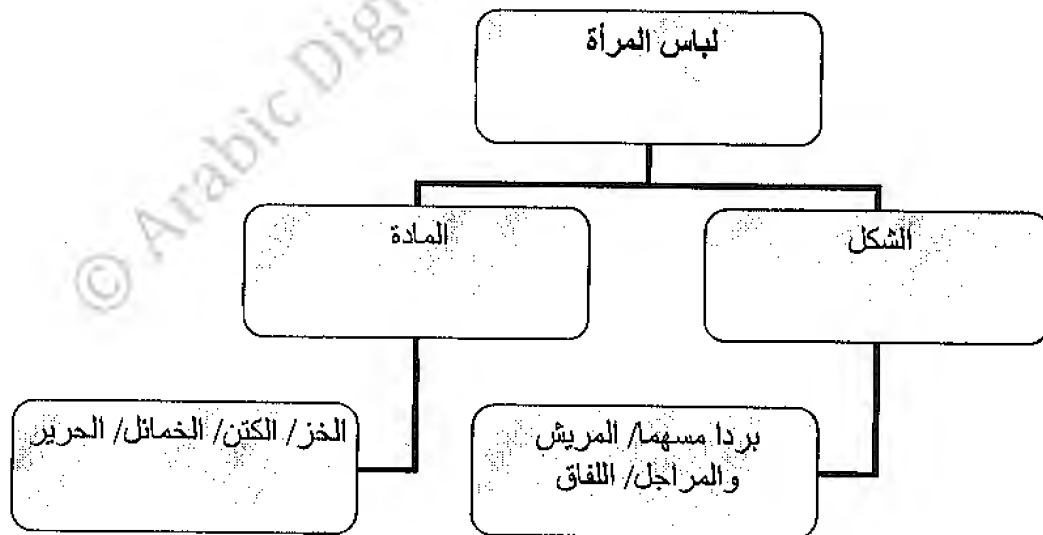 لباس المرأة
الشكل
المادة
بردا مسهما/ المريش
والمراجل/ اللفاق
الخز/ الكتن/ الخمائل/ الحرير
© Arabic Digi